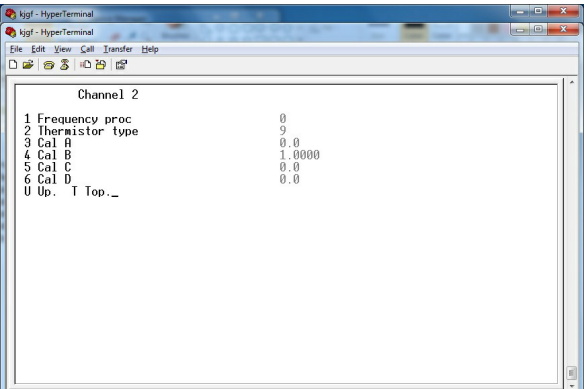 kjgf - HyperTerminal
kjgf - HyperTerminal
File Edit View Call Transfer Help
Channel 2
1 Frequency proc 0
2 Thermistor type 9
3 Cal A 0.0
4 Cal B 1.0000
5 Cal C 0.0
6 Cal D 0.0
U Up. T Top._